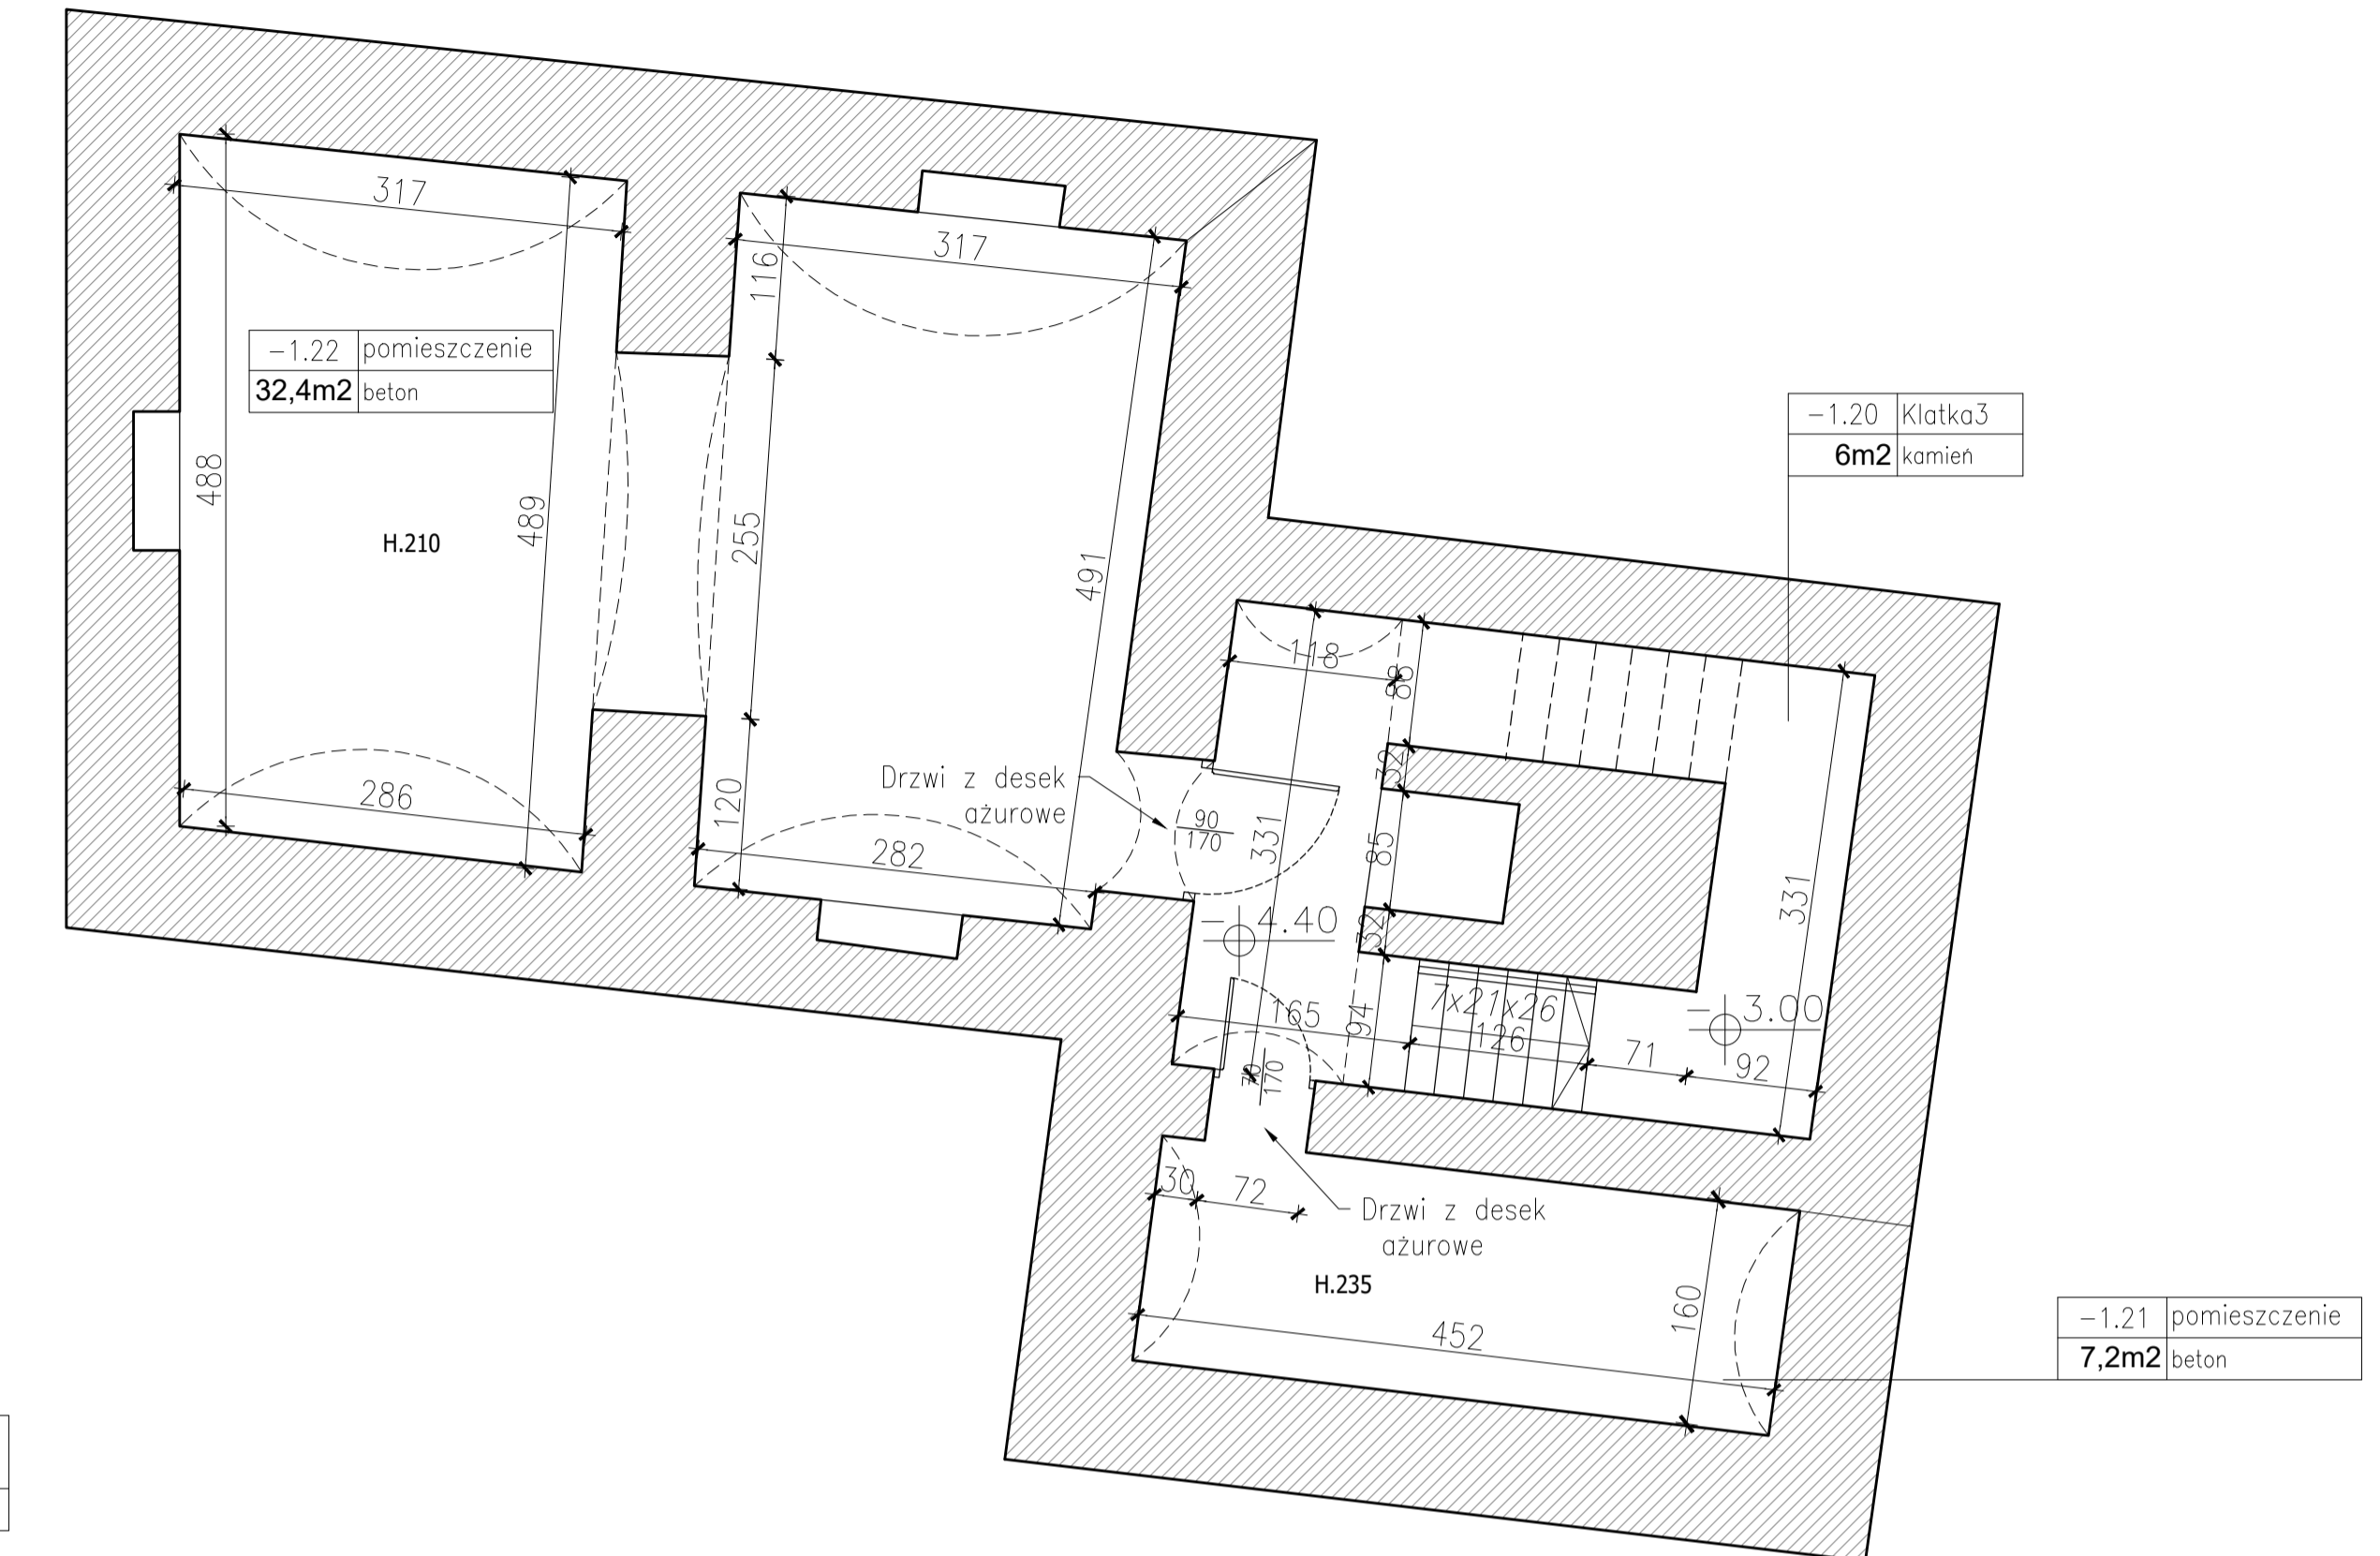 317
317
116
-1.22 pomieszczenie
32,4m2 beton
-1.20 Klatka3
6m2 kamień
488
489
H.210
255
491
118
88
32
Drzwi z desek
ażurowe
90
170
331
85
286
120
282
32
331
-4.40
-3.00
165
94
7x21x26
126
71
92
70
170
30
72
Drzwi z desek
ażurowe
H.235
160
452
-1.21 pomieszczenie
7,2m2 beton